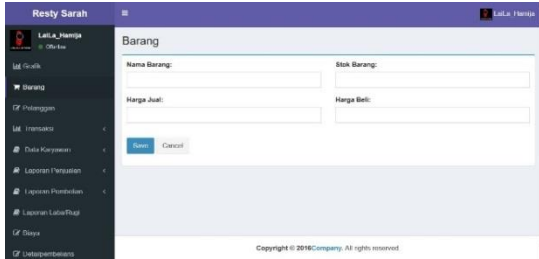 Resty Sarah
LaiLa_Hamija
LaiLa_Hamija
Offline
Barang
Grafik
Nama Barang:
Stok Barang:
Barang
Harga Jual:
Harga Beli:
Pelanggan
Transaksi
Data Karyawan
Save
Cancel
Laporan Penjualan
Laporan Pembelian
Laporan Laba/Rugi
Biaya
Copyright © 2016Company. All rights reserved.
Detailpembelians